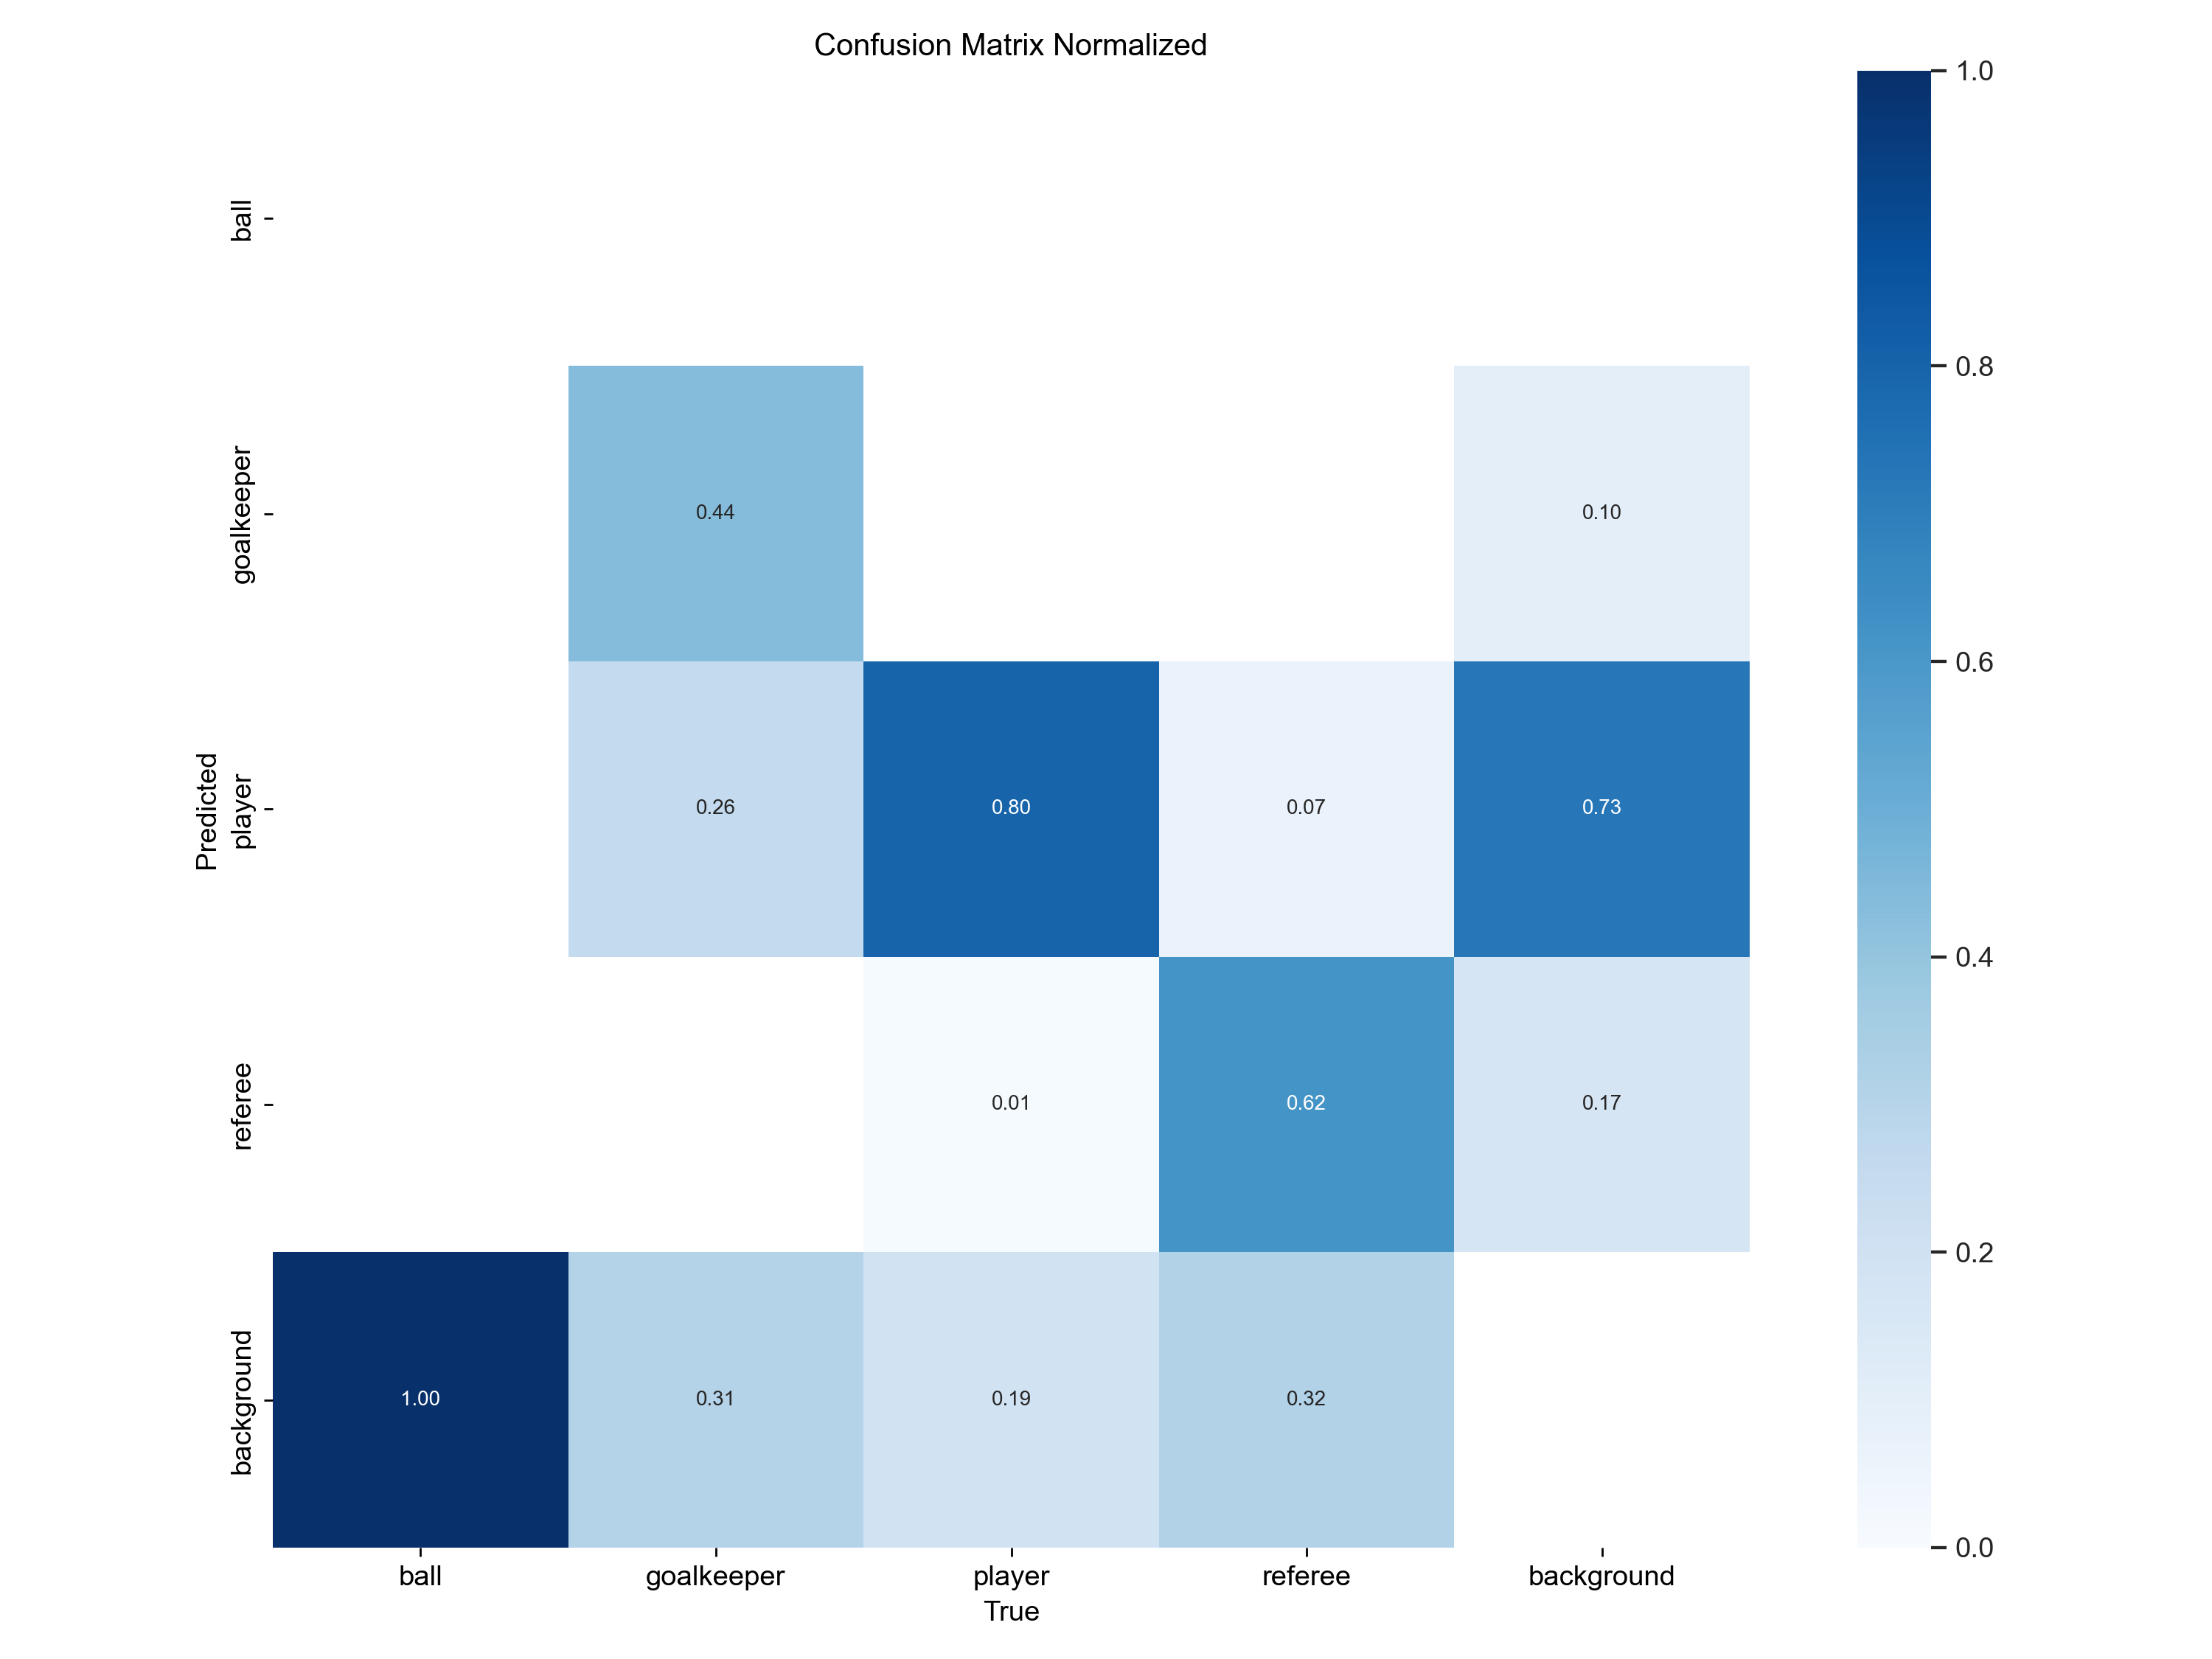 Confusion Matrix Normalized
1.0
ball
0.8
goalkeeper
0.44
0.10
0.6
Predicted
player
0.26
0.80
0.07
0.73
0.4
referee
0.01
0.62
0.17
0.2
background
1.00
0.31
0.19
0.32
0.0
ball
goalkeeper
player
referee
background
True